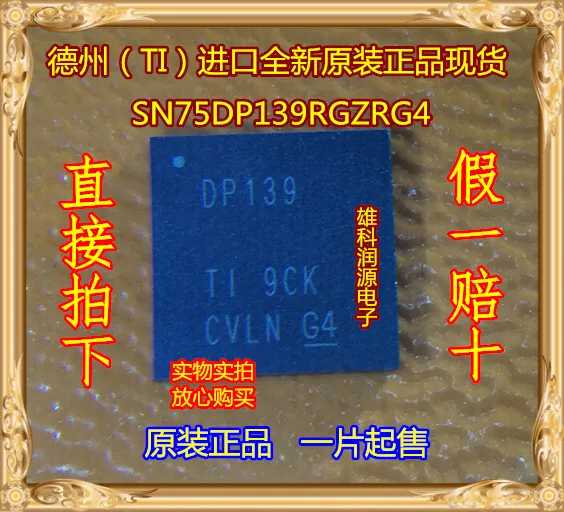 德州（TI）进口全新原装正品现货
SN75DP139RGZRG4
直接拍下
假一赔十
DP139
TI 9CK
CVLN G4
雄科润源电子
实物实拍
放心购买
原装正品 一片起售